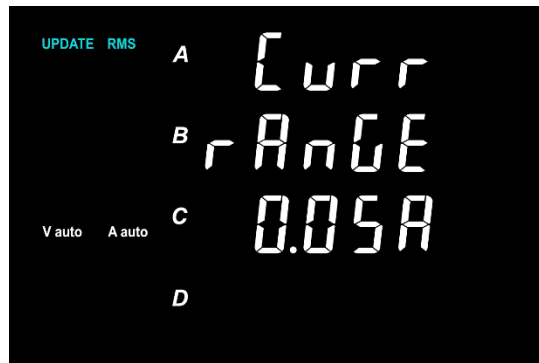 UPDATE RMS
A Curr
B rAnGE
V auto A auto
C 0.05A
D